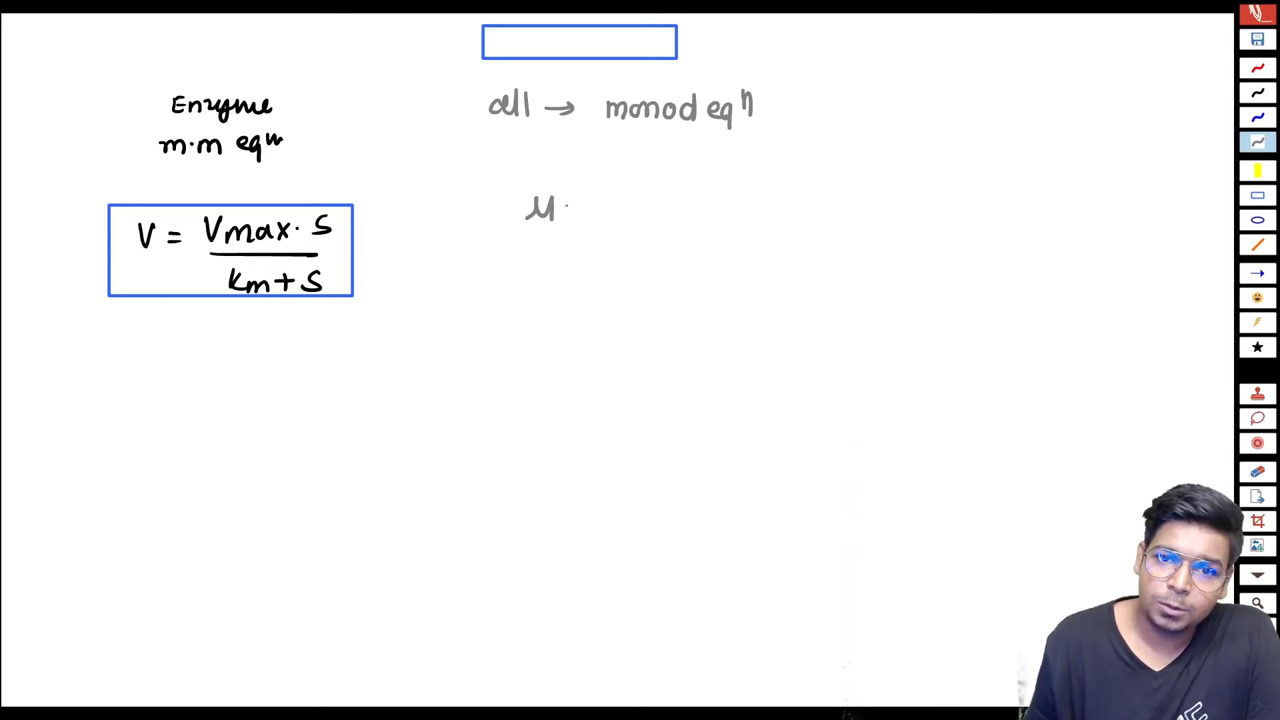 Enzyme
m.m eqn
V = Vmax. S
km + S
cell → monod eqn
μ